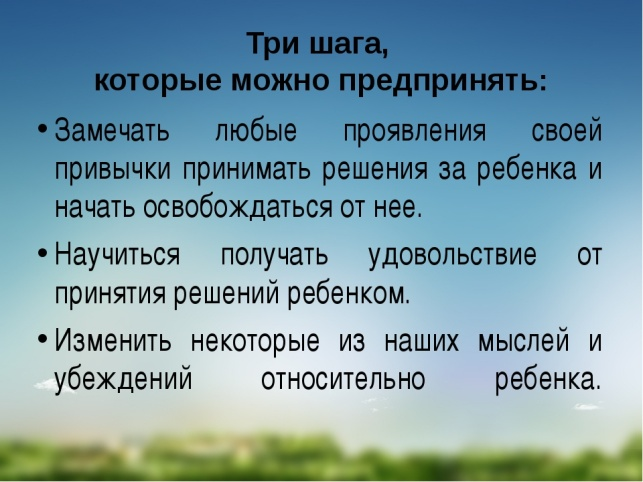 Три шага,
которые можно предпринять:
• Замечать любые проявления своей
привычки принимать решения за ребенка и
начать освобождаться от нее.
• Научиться получать удовольствие от
принятия решений ребенком.
• Изменить некоторые из наших мыслей и
убеждений относительно ребенка.